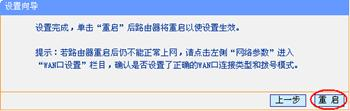 设置向导
设置完成，单击“重启”后路由器将重启以使设置生效。
提示：若路由器重启后仍不能正常上网，请点击左侧“网络参数”进入
“WAN口设置”栏目，确认是否设置了正确的WAN口连接类型和拨号模式。
上一步 重 启